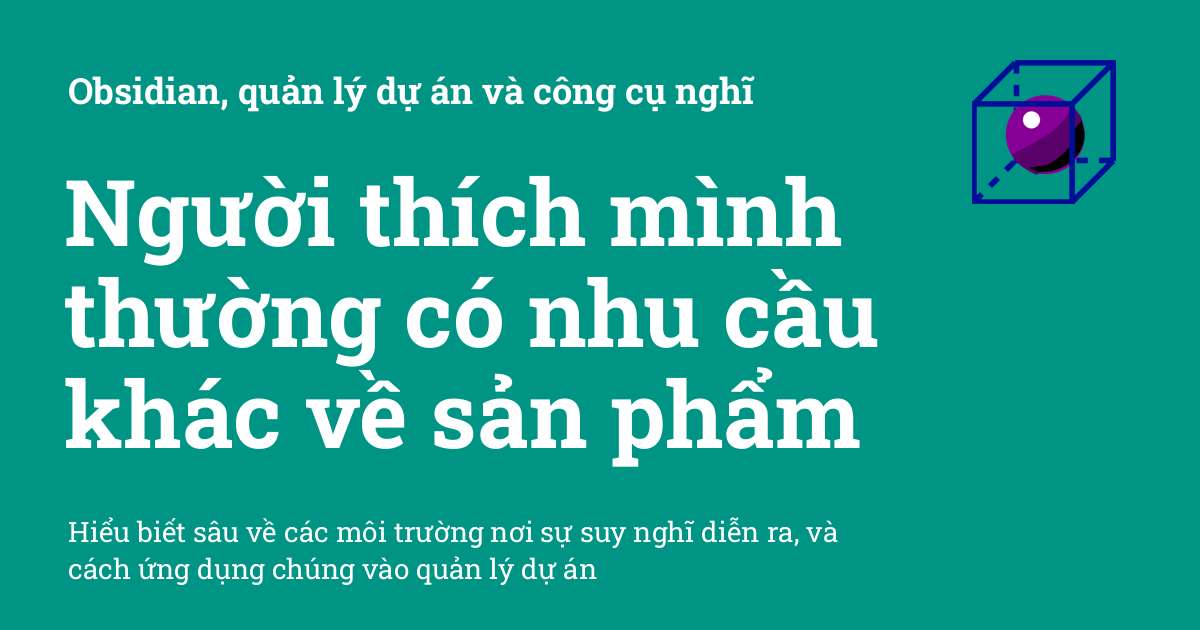 Obsidian, quản lý dự án và công cụ nghĩ
Người thích mình
thường có nhu cầu
khác về sản phẩm
Hiểu biết sâu về các môi trường nơi sự suy nghĩ diễn ra, và
cách ứng dụng chúng vào quản lý dự án